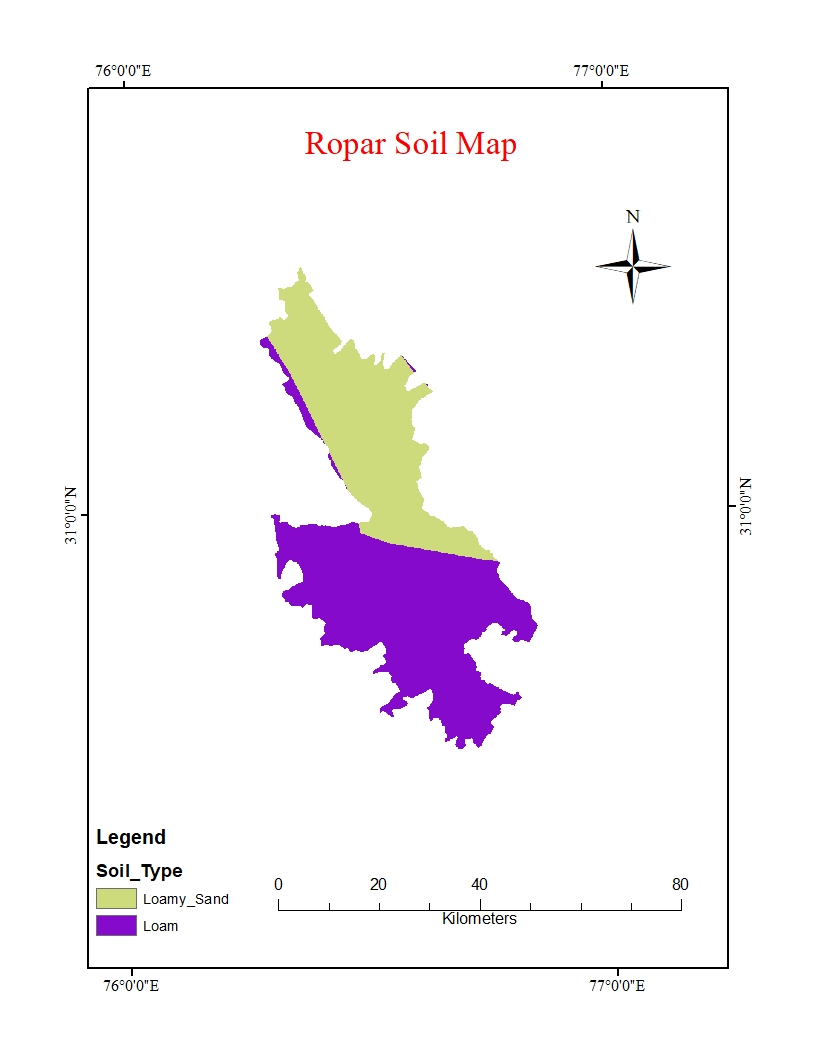 76°0'0"E 77°0'0"E
Ropar Soil Map
N
31°0'0"N 31°0'0"N
Legend
Soil_Type
Loamy_Sand
Loam
0 20 40 80
Kilometers
76°0'0"E 77°0'0"E